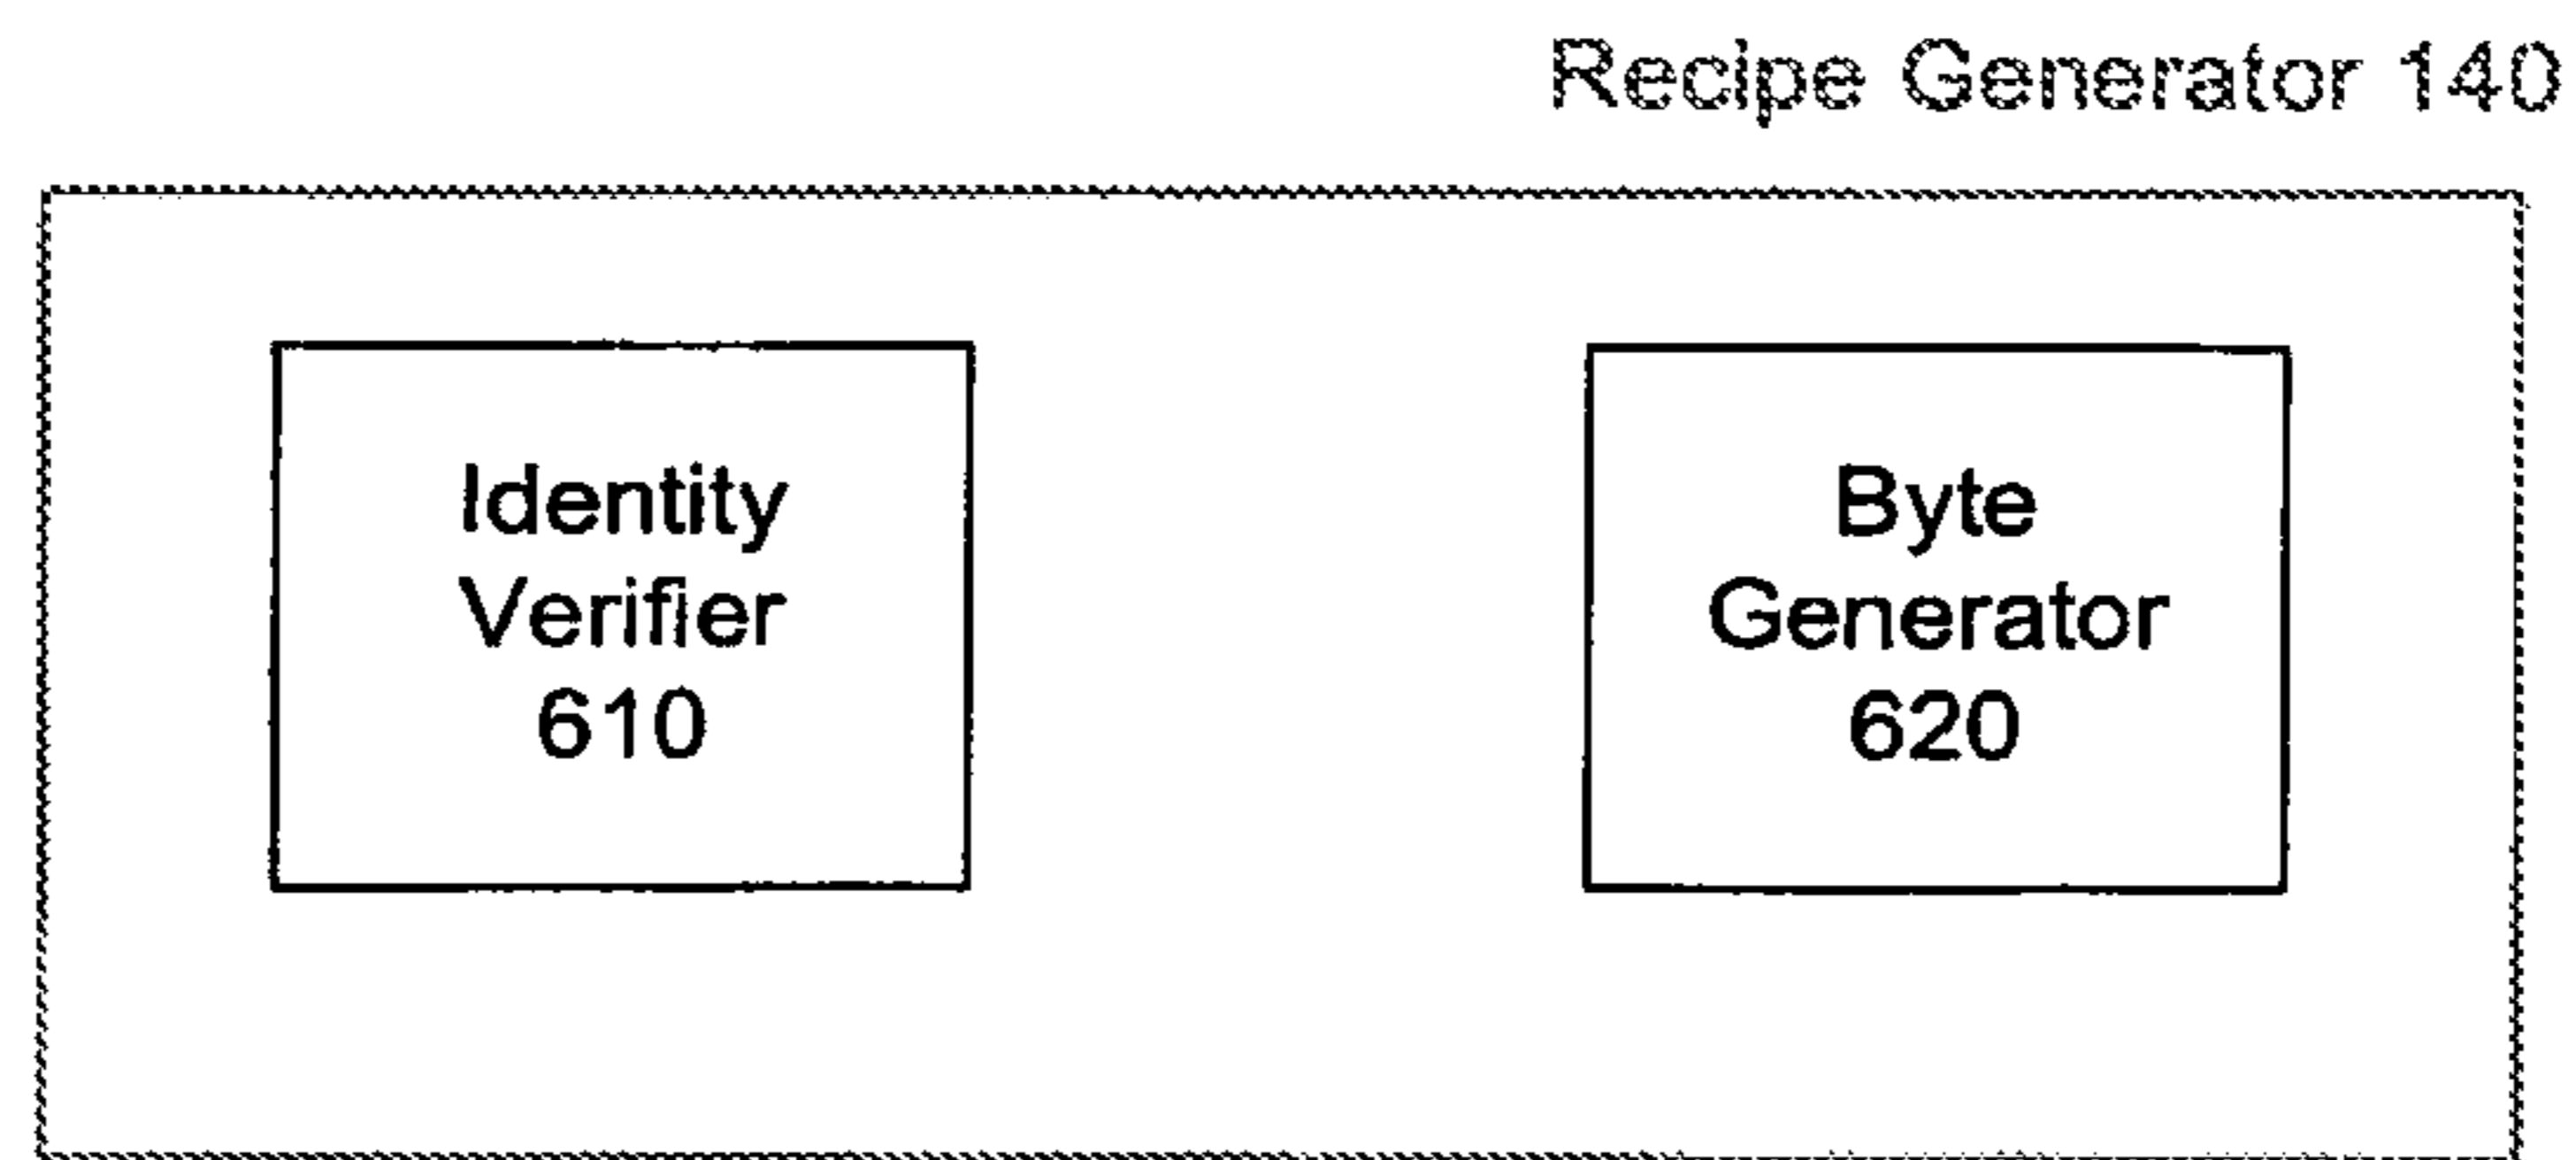 Recipe Generator 140
Identity
Verifier
610
Byte
Generator
620